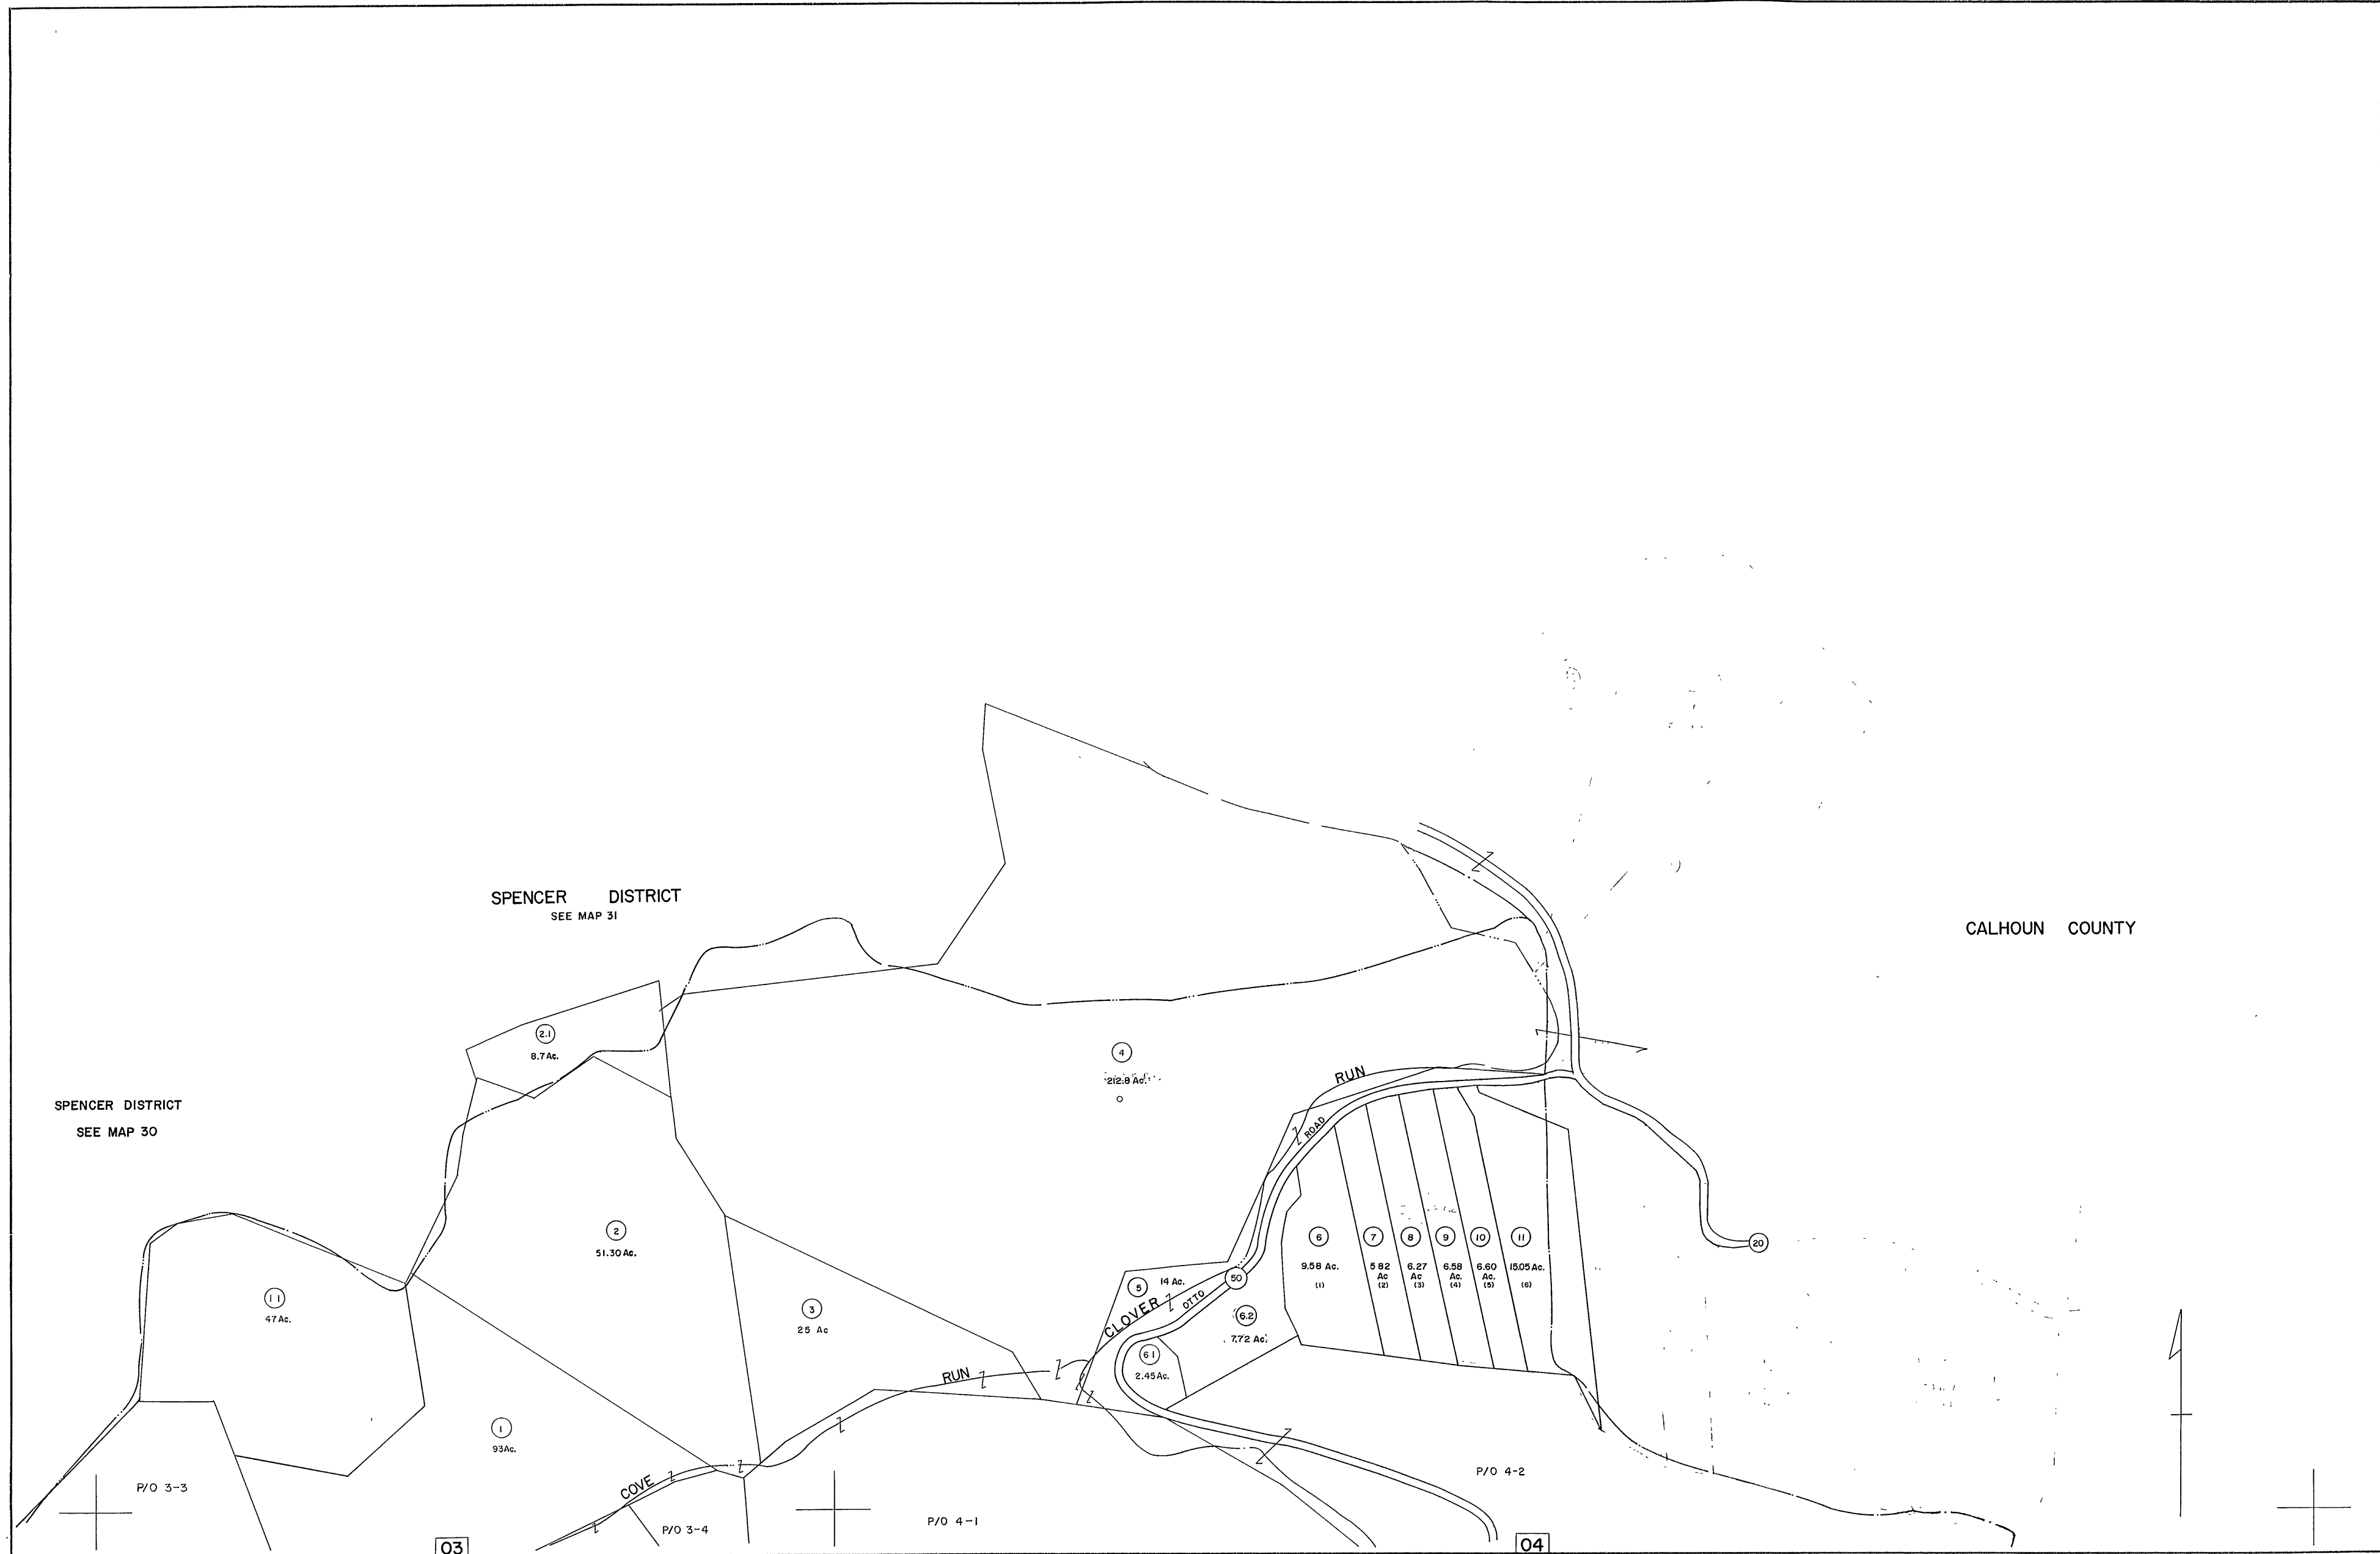 SPENCER DISTRICT
SEE MAP 31
CALHOUN COUNTY
2.1
8.7 Ac.
4
212.8 Ac.
SPENCER DISTRICT
SEE MAP 30
RUN
ROAD
2
51.30 Ac.
6
9.58 Ac.
(1)
7
5 82
Ac
(2)
8
6.27
Ac
(3)
9
6.58
Ac.
(4)
10
6.60
Ac.
(5)
11
15.05 Ac.
(6)
20
50
5
14 Ac.
CLOVER
OTTO
1 1
47 Ac.
3
25 Ac
6.2
7.72 Ac.
6 1
2.45 Ac.
RUN
1
93 Ac.
COVE
P/O 3-3
P/O 3-4
P/O 4-1
P/O 4-2
03
04